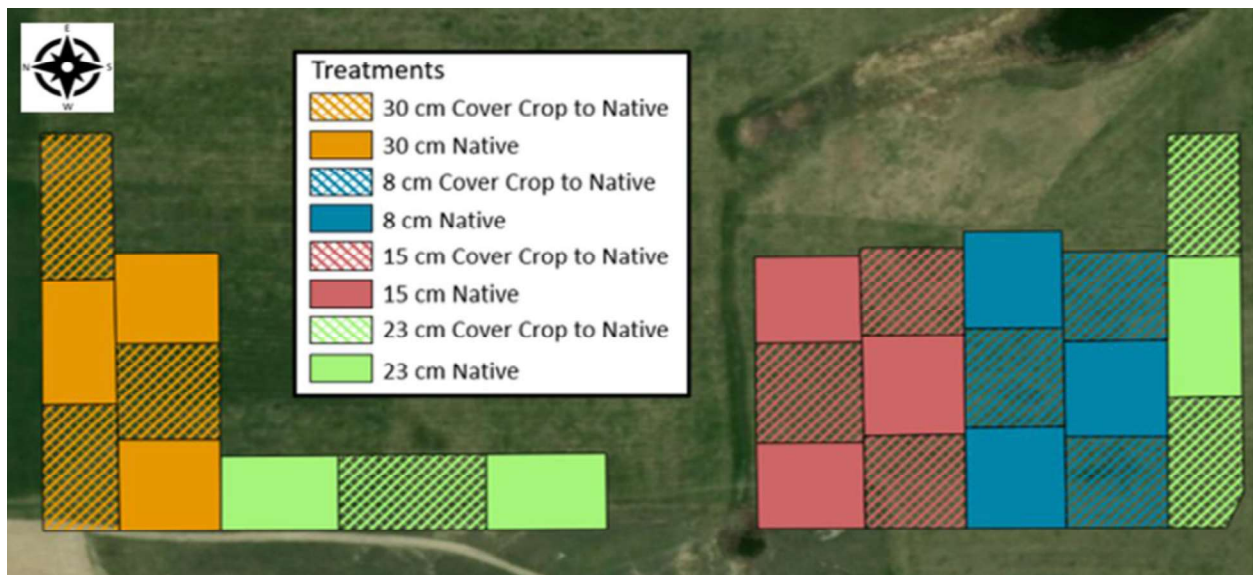 E
N
S
W
Treatments
30 cm Cover Crop to Native
30 cm Native
8 cm Cover Crop to Native
8 cm Native
15 cm Cover Crop to Native
15 cm Native
23 cm Cover Crop to Native
23 cm Native